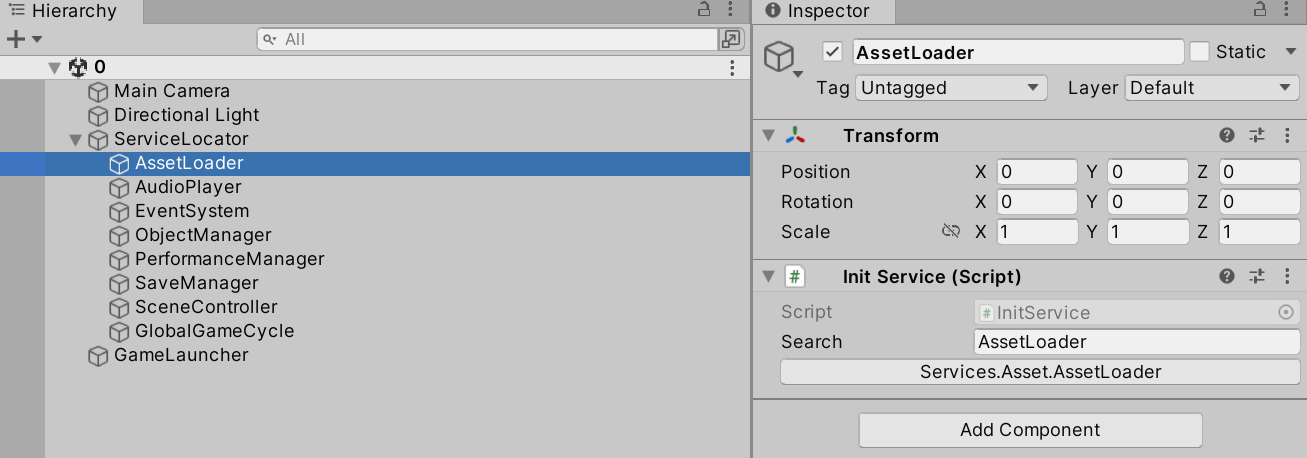 Hierarchy
All
0
Main Camera
Directional Light
ServiceLocator
AssetLoader
AudioPlayer
EventSystem
ObjectManager
PerformanceManager
SaveManager
SceneController
GlobalGameCycle
GameLauncher
Inspector
AssetLoader Static
Tag Untagged Layer Default
Transform
Position X 0 Y 0 Z 0
Rotation X 0 Y 0 Z 0
Scale X 1 Y 1 Z 1
# Init Service (Script)
Script # InitService
Search AssetLoader
Services.Asset.AssetLoader
Add Component